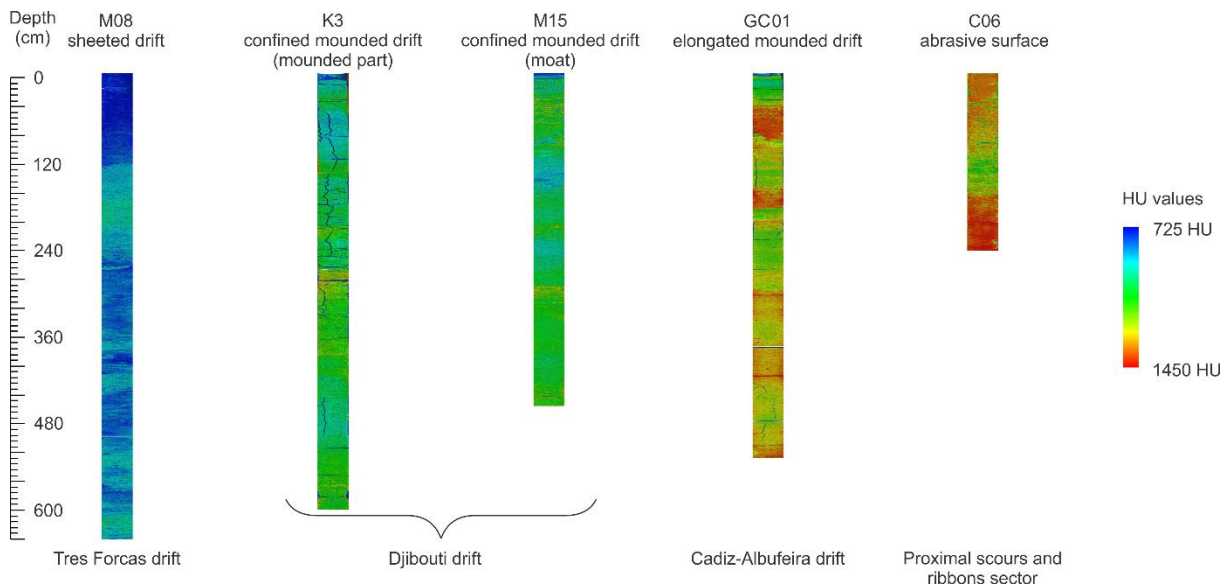 Depth
(cm)
M08
sheeted drift
K3
confined mounded drift
(mounded part)
M15
confined mounded drift
(moat)
GC01
elongated mounded drift
C06
abrasive surface
0
120
240
360
480
600
HU values
725 HU
1450 HU
Tres Forcas drift
Djibouti drift
Cadiz-Albufeira drift
Proximal scours and
ribbons sector